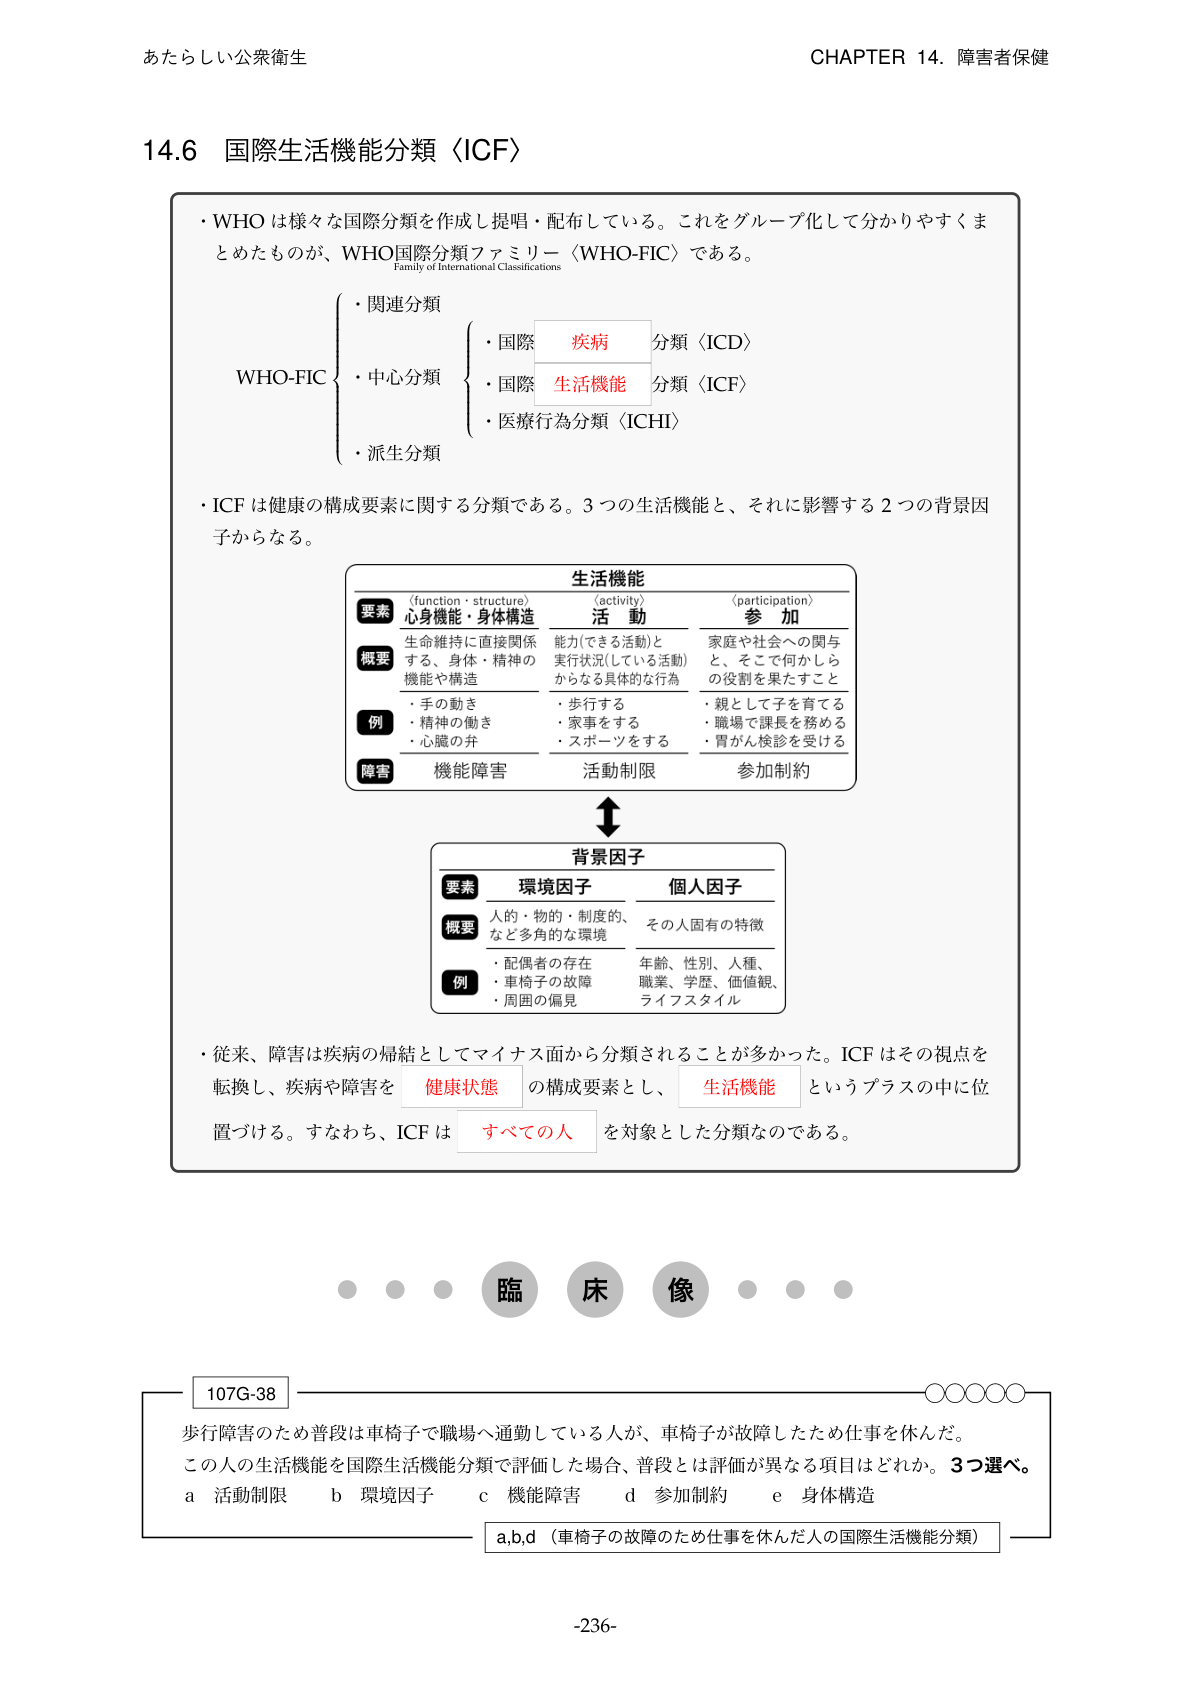 あたらしい公衆衛生
CHAPTER 14. 障害者保健
14.6 国際生活機能分類〈ICF〉
・WHO は様々な国際分類を作成し提唱・配布している。これをグループ化して分かりやすくま
とめたものが、WHO国際分類ファミリー〈WHO-FIC〉である。
Family of International Classifications
・関連分類
・国際 疾病 分類〈ICD〉
WHO-FIC ・中心分類
・国際 生活機能 分類〈ICF〉
・医療行為分類〈ICHI〉
・派生分類
・ICF は健康の構成要素に関する分類である。3 つの生活機能と、それに影響する 2 つの背景因
子からなる。
生活機能
〈function・structure〉 〈activity〉 〈participation〉
要素 心身機能・身体構造 活 動 参 加
概要
生命維持に直接関係 能力(できる活動)と 家庭や社会への関与
する、身体・精神の 実行状況(している活動) と、そこで何かしら
機能や構造 からなる具体的な行為 の役割を果たすこと
例
・手の動き ・歩行する ・親として子を育てる
・精神の働き ・家事をする ・職場で課長を務める
・心臓の弁 ・スポーツをする ・胃がん検診を受ける
障害 機能障害 活動制限 参加制約
背景因子
要素 環境因子 個人因子
概要
人的・物的・制度的、 その人固有の特徴
など多角的な環境
例
・配偶者の存在 年齢、性別、人種、
・車椅子の故障 職業、学歴、価値観、
・周囲の偏見 ライフスタイル
・従来、障害は疾病の帰結としてマイナス面から分類されることが多かった。ICF はその視点を
転換し、疾病や障害を 健康状態 の構成要素とし、 生活機能 というプラスの中に位
置づける。すなわち、ICF は すべての人 を対象とした分類なのである。
臨 床 像
107G-38
歩行障害のため普段は車椅子で職場へ通勤している人が、車椅子が故障したため仕事を休んだ。
この人の生活機能を国際生活機能分類で評価した場合、普段とは評価が異なる項目はどれか。3つ選べ。
a 活動制限 b 環境因子 c 機能障害 d 参加制約 e 身体構造
a,b,d （車椅子の故障のため仕事を休んだ人の国際生活機能分類）
-236-